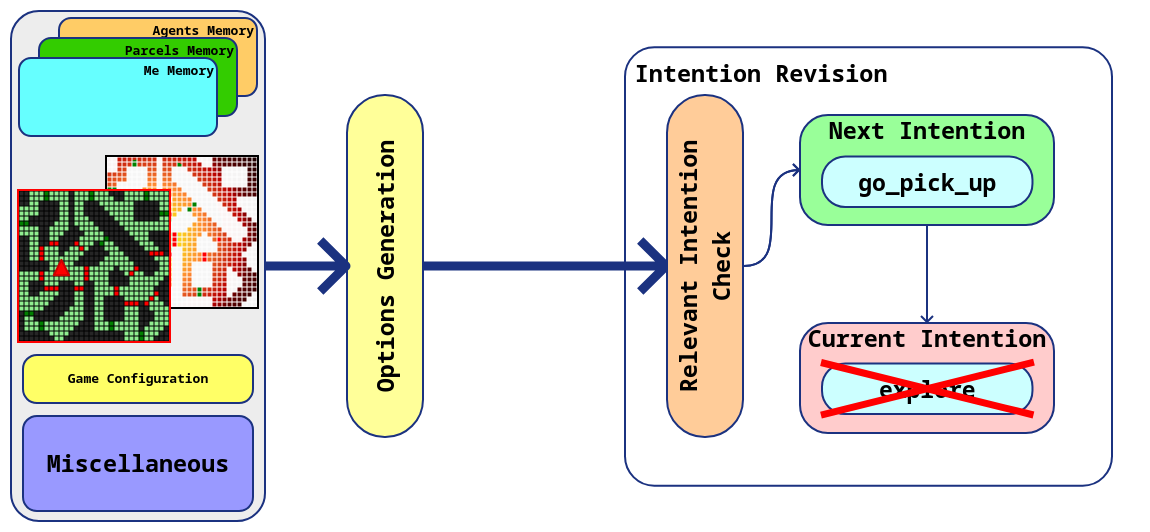 Agents Memory
Parcels Memory
Me Memory
Game Configuration
Miscellaneous
Options Generation
Intention Revision
Relevant Intention
Check
Next Intention
go_pick_up
Current Intention
explore